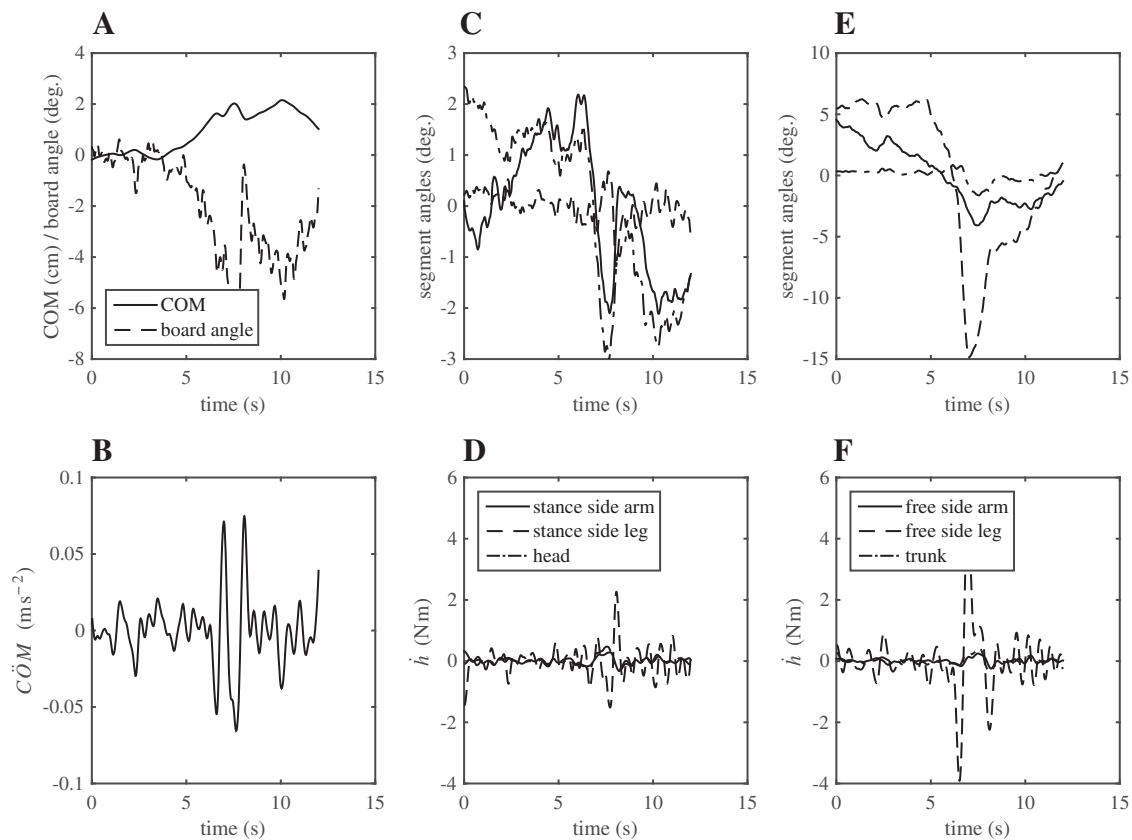 A
COM (cm) / board angle (deg.)
4
2
0
-2
-4
-6
-8
COM
board angle
0
5
10
15
time (s)
C
segment angles (deg.)
3
2
1
0
-1
-2
-3
0
5
10
15
time (s)
E
segment angles (deg.)
10
5
0
-5
-10
-15
0
5
10
15
time (s)
B
CÖM (ms⁻²)
0.1
0.05
0
-0.05
-0.1
0
5
10
15
time (s)
D
ḣ (Nm)
6
4
2
0
-2
-4
stance side arm
stance side leg
head
0
5
10
15
time (s)
F
ḣ (Nm)
6
4
2
0
-2
-4
free side arm
free side leg
trunk
0
5
10
15
time (s)